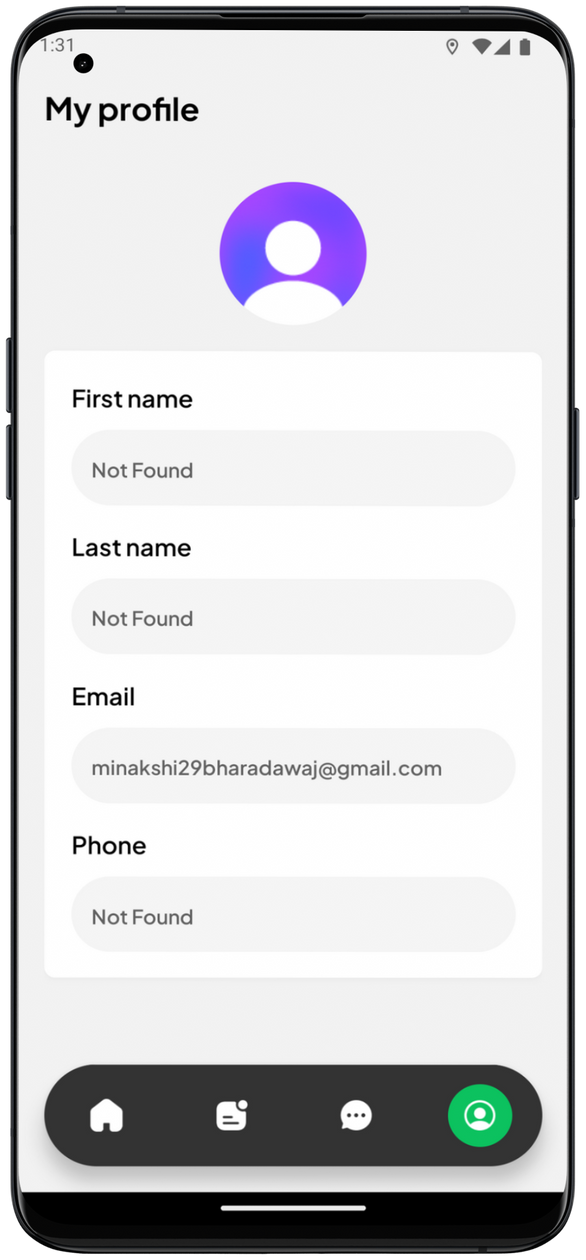 1:31
My profile
First name
Not Found
Last name
Not Found
Email
minakshi29bharadawaj@gmail.com
Phone
Not Found